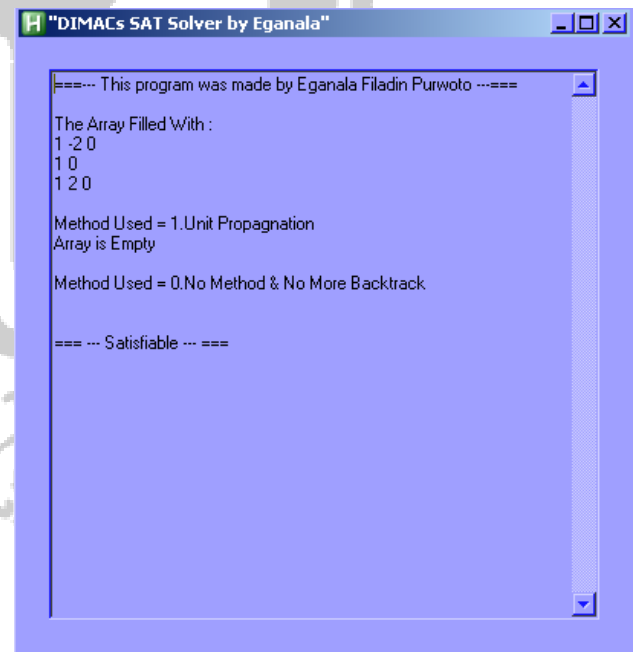 "DIMACs SAT Solver by Eganala"
===--- This program was made by Eganala Filadin Purwoto ---===
The Array Filled With :
1 -2 0
1 0
1 2 0
Method Used = 1.Unit Propagnation
Array is Empty
Method Used = 0.No Method & No More Backtrack
=== --- Satisfiable --- ===